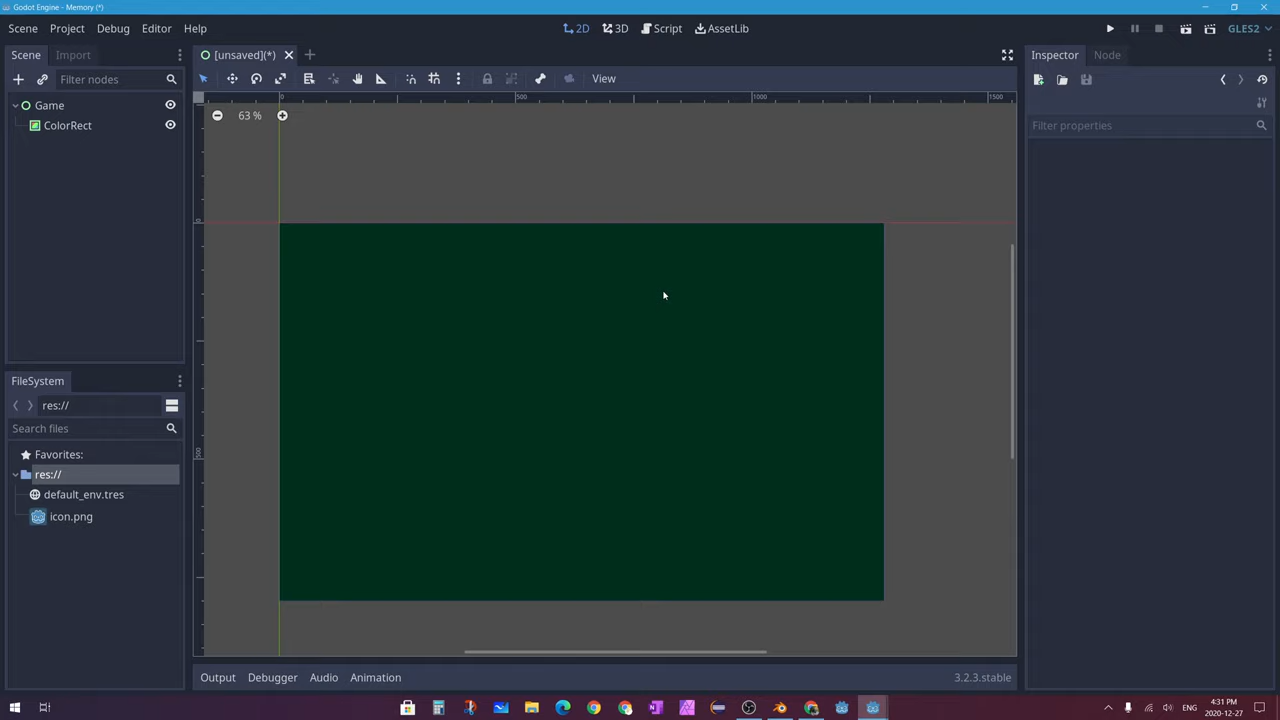 Godot Engine - Memory (*)
Scene Project Debug Editor Help
2D 3D Script AssetLib
GLES2
Scene Import
[unsaved](*)
Inspector Node
Filter nodes
View
0 500 1000 1500
63 %
Game
ColorRect
Filter properties
0
500
FileSystem
res://
Search files
Favorites:
res://
default_env.tres
icon.png
Output Debugger Audio Animation
3.2.3.stable
ENG
4:31 PM
2020-12-27